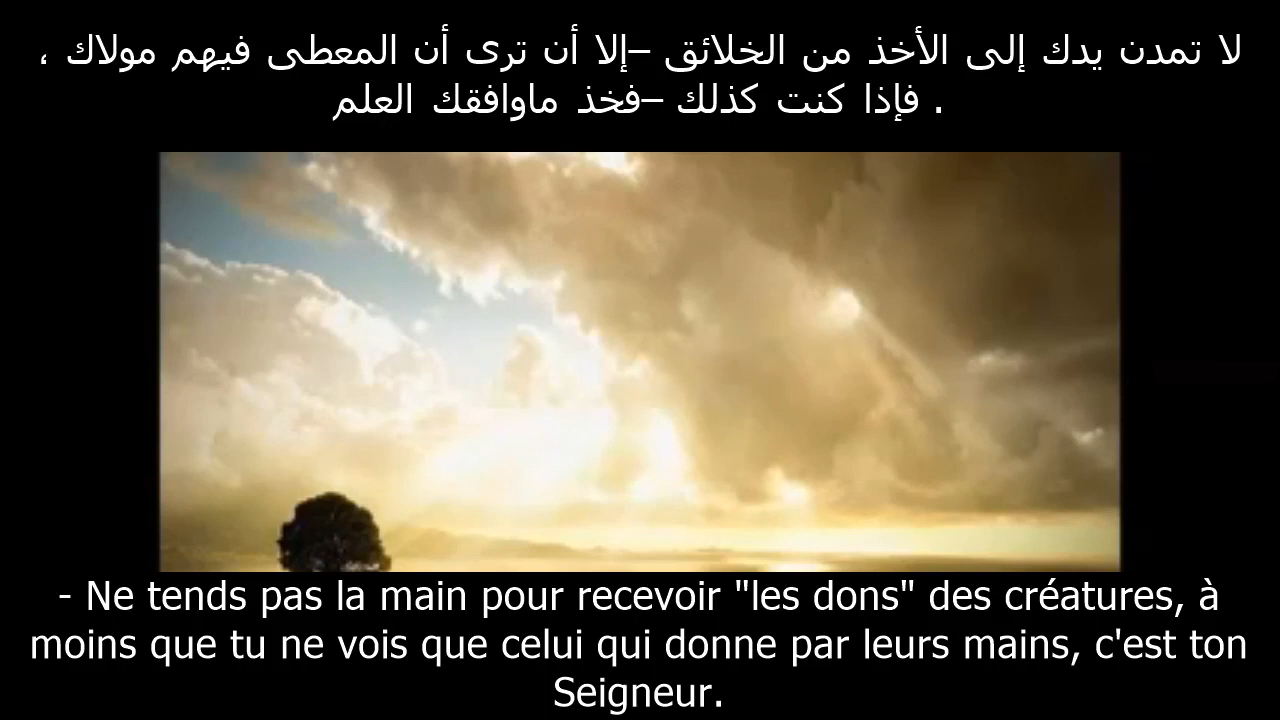 لا تمدن يدك إلى الأخذ من الخلائق –إلا أن ترى أن المعطى فيهم مولاك ،
فإذا كنت كذلك –فخذ ماوافقك العلم .
- Ne tends pas la main pour recevoir "les dons" des créatures, à
moins que tu ne vois que celui qui donne par leurs mains, c'est ton
Seigneur.